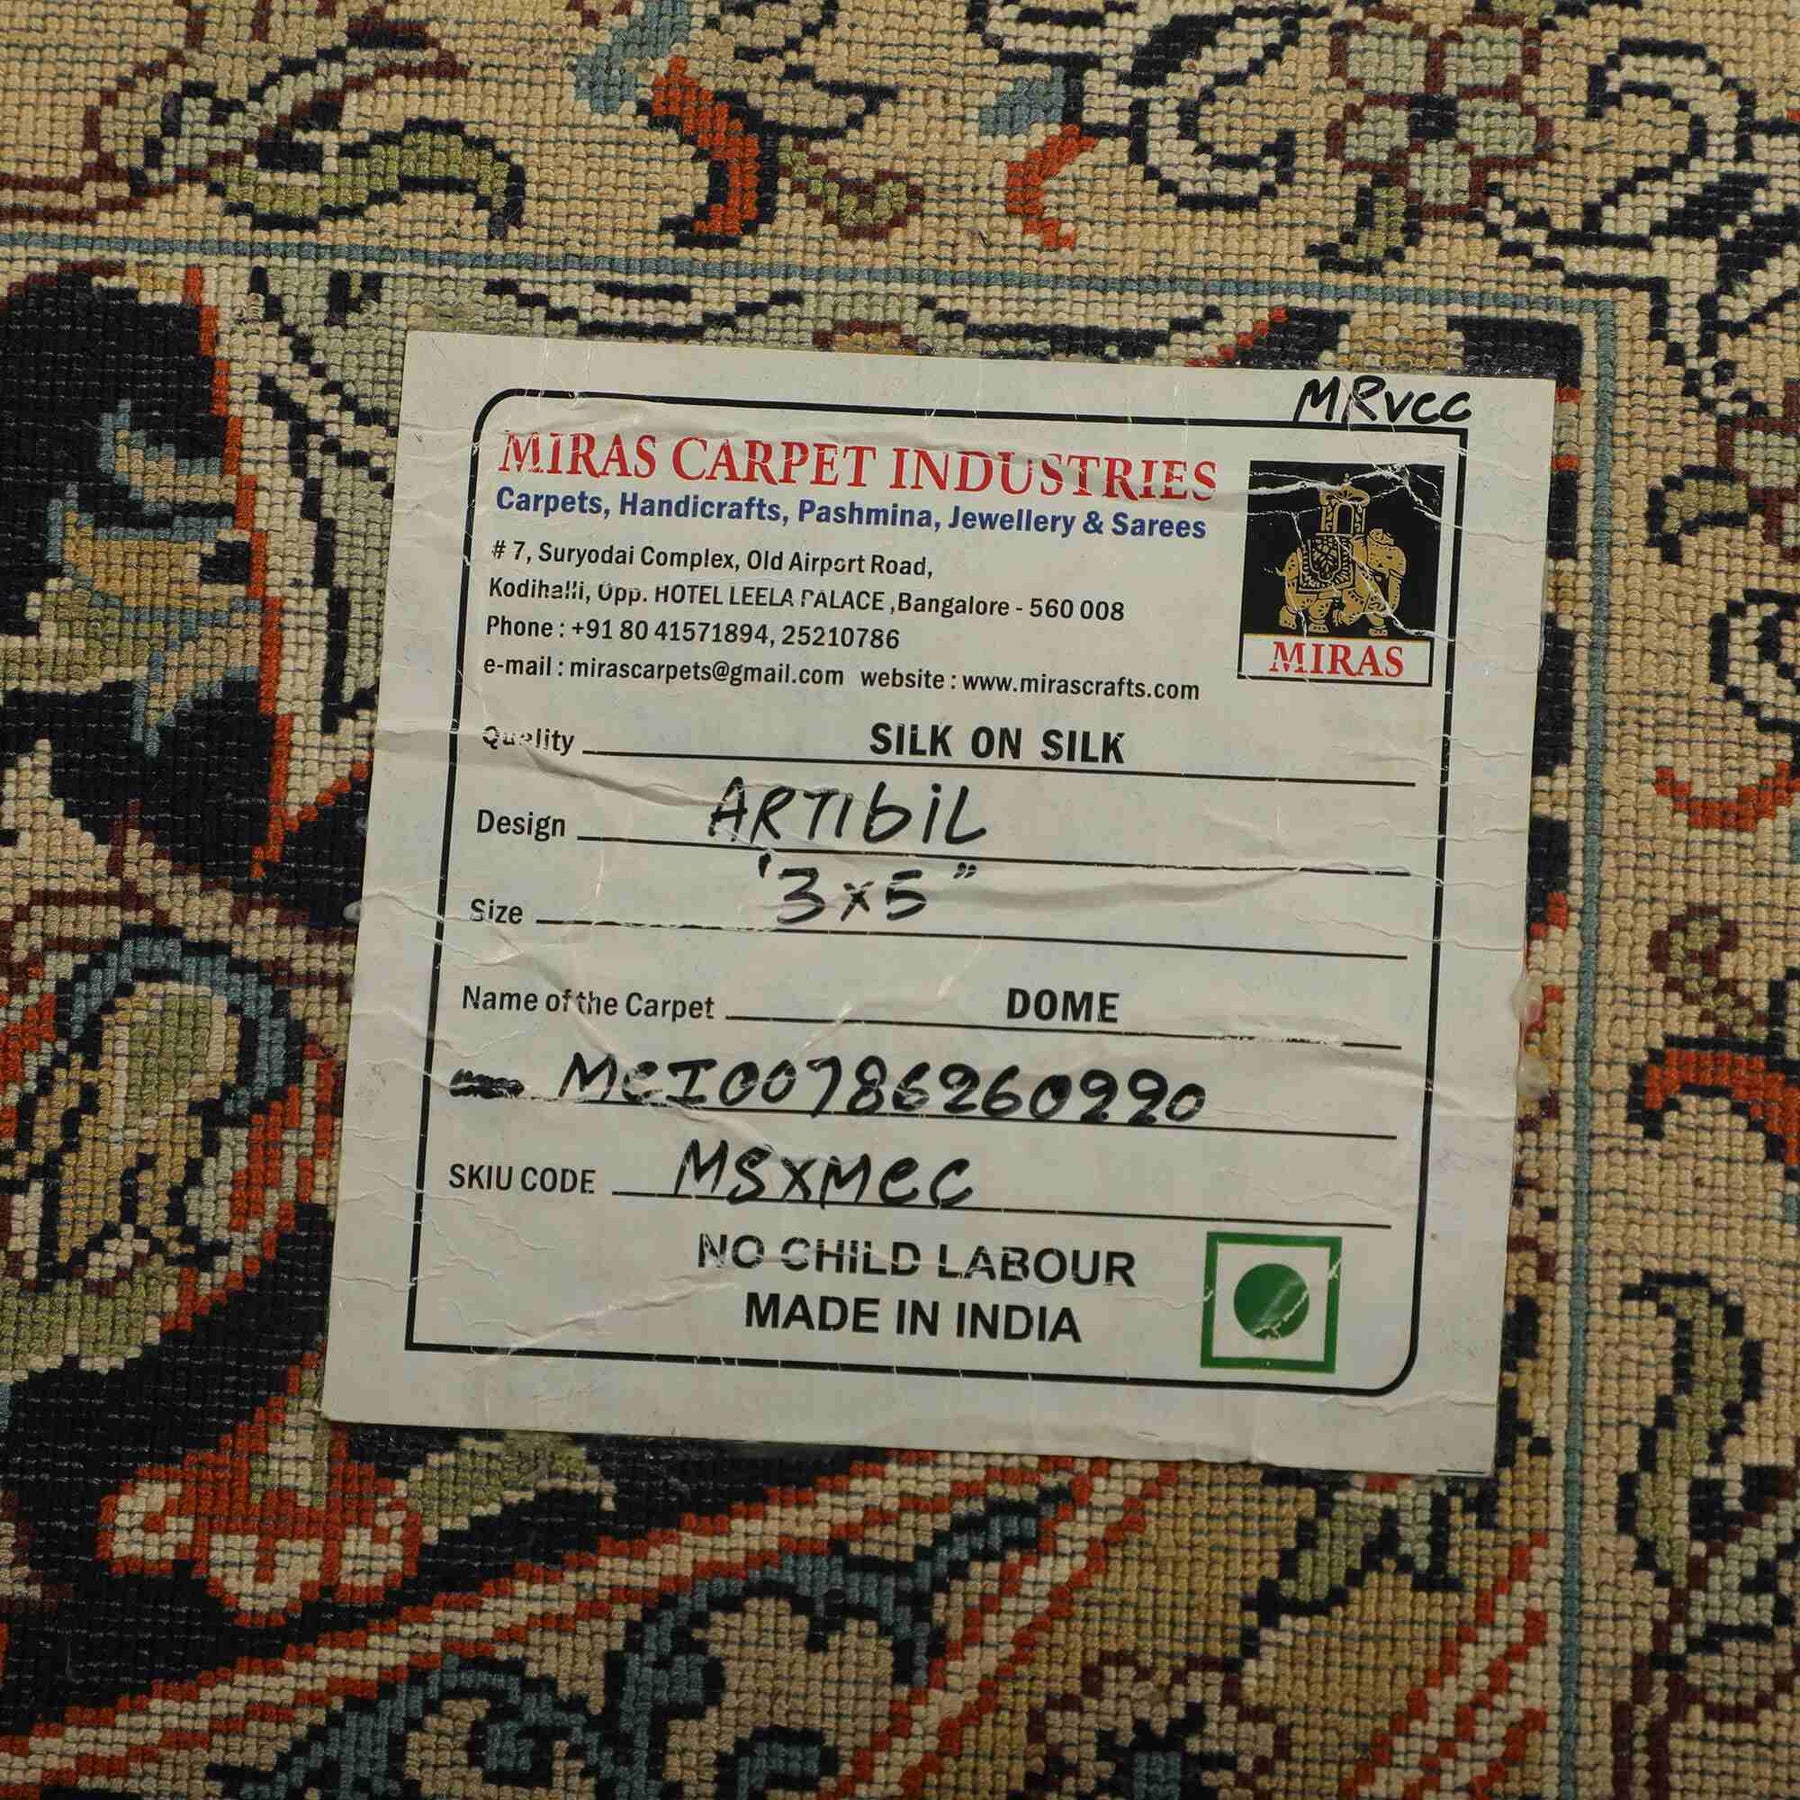 MRVCC
MIRAS CARPET INDUSTRIES
Carpets, Handicrafts, Pashmina, Jewellery & Sarees
# 7, Suryodai Complex, Old Airport Road,
Kodihalli, Opp. HOTEL LEELA PALACE ,Bangalore - 560 008
Phone : +91 80 41571894, 25210786
e-mail : mirascarpets@gmail.com website : www.mirascrafts.com
MIRAS
Quality SILK ON SILK
Design ARTIbiL
Size '3x5"
Name of the Carpet DOME
MCI00786260220
SKIU CODE MSXMCC
NO CHILD LABOUR
MADE IN INDIA